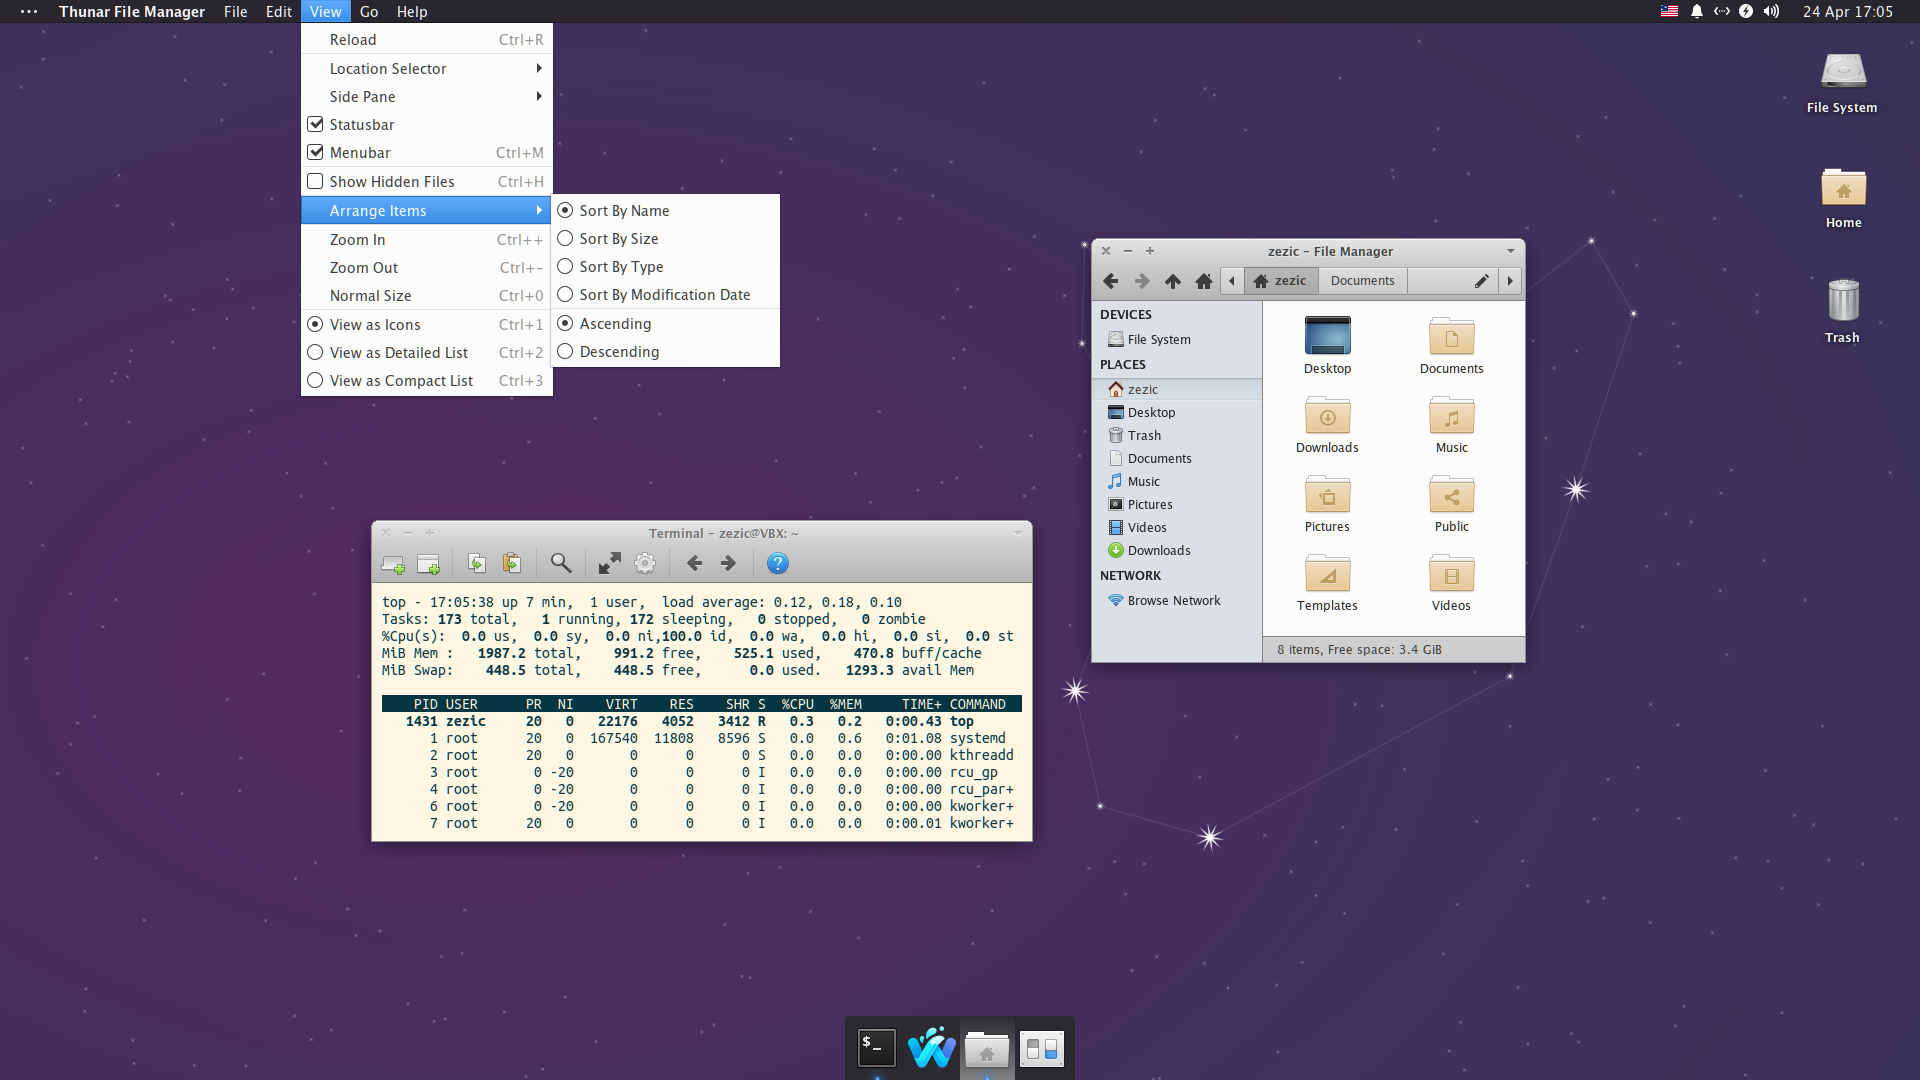 Thunar File Manager File Edit View Go Help 24 Apr 17:05
Reload Ctrl+R
Location Selector
Side Pane
Statusbar
Menubar Ctrl+M
Show Hidden Files Ctrl+H
Arrange Items
Zoom In Ctrl++
Zoom Out Ctrl+-
Normal Size Ctrl+0
View as Icons Ctrl+1
View as Detailed List Ctrl+2
View as Compact List Ctrl+3
Sort By Name
Sort By Size
Sort By Type
Sort By Modification Date
Ascending
Descending
File System
Home
Trash
zezic - File Manager
zezic Documents
DEVICES
File System
PLACES
zezic
Desktop
Trash
Documents
Music
Pictures
Videos
Downloads
NETWORK
Browse Network
Desktop Documents
Downloads Music
Pictures Public
Templates Videos
8 items, Free space: 3.4 GiB
Terminal - zezic@VBX: ~
top - 17:05:38 up 7 min,  1 user,  load average: 0.12, 0.18, 0.10
Tasks: 173 total,   1 running, 172 sleeping,   0 stopped,   0 zombie
%Cpu(s):  0.0 us,  0.0 sy,  0.0 ni,100.0 id,  0.0 wa,  0.0 hi,  0.0 si,  0.0 st
MiB Mem :   1987.2 total,    991.2 free,    525.1 used,    470.8 buff/cache
MiB Swap:    448.5 total,    448.5 free,      0.0 used.   1293.3 avail Mem
PID USER      PR  NI    VIRT    RES    SHR S  %CPU  %MEM     TIME+ COMMAND
1431 zezic     20   0   22176   4052   3412 R   0.3   0.2   0:00.43 top
1 root      20   0  167540  11808   8596 S   0.0   0.6   0:01.08 systemd
2 root      20   0       0      0      0 S   0.0   0.0   0:00.00 kthreadd
3 root       0 -20       0      0      0 I   0.0   0.0   0:00.00 rcu_gp
4 root       0 -20       0      0      0 I   0.0   0.0   0:00.00 rcu_par+
6 root       0 -20       0      0      0 I   0.0   0.0   0:00.00 kworker+
7 root      20   0       0      0      0 I   0.0   0.0   0:00.01 kworker+
$_